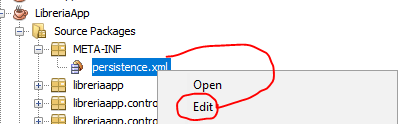 LibreriaApp
Source Packages
META-INF
persistence.xml
Open
libreriaapp
Edit
libreriaapp.contro
libreriaapp.contro